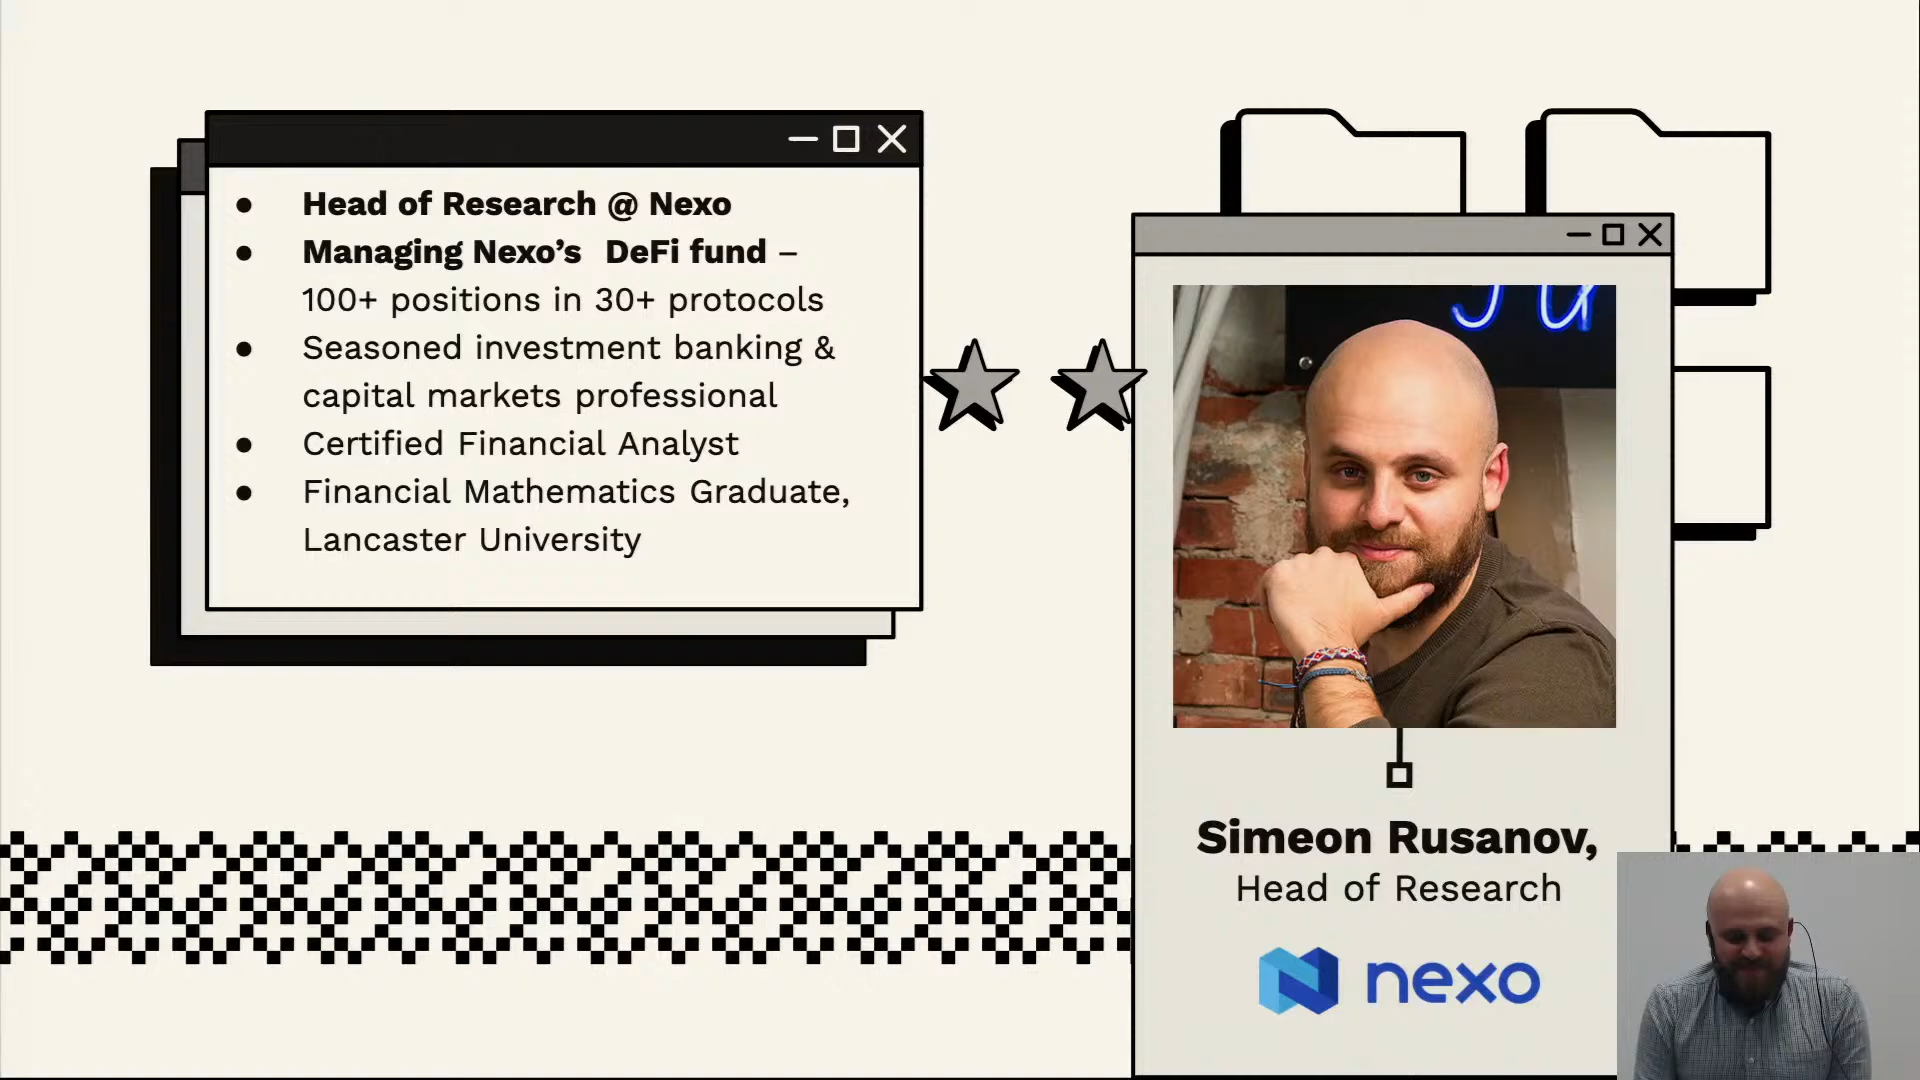 Head of Research @ Nexo
Managing Nexo’s  DeFi fund –
100+ positions in 30+ protocols
Seasoned investment banking &
capital markets professional
Certified Financial Analyst
Financial Mathematics Graduate,
Lancaster University
Simeon Rusanov,
Head of Research
nexo